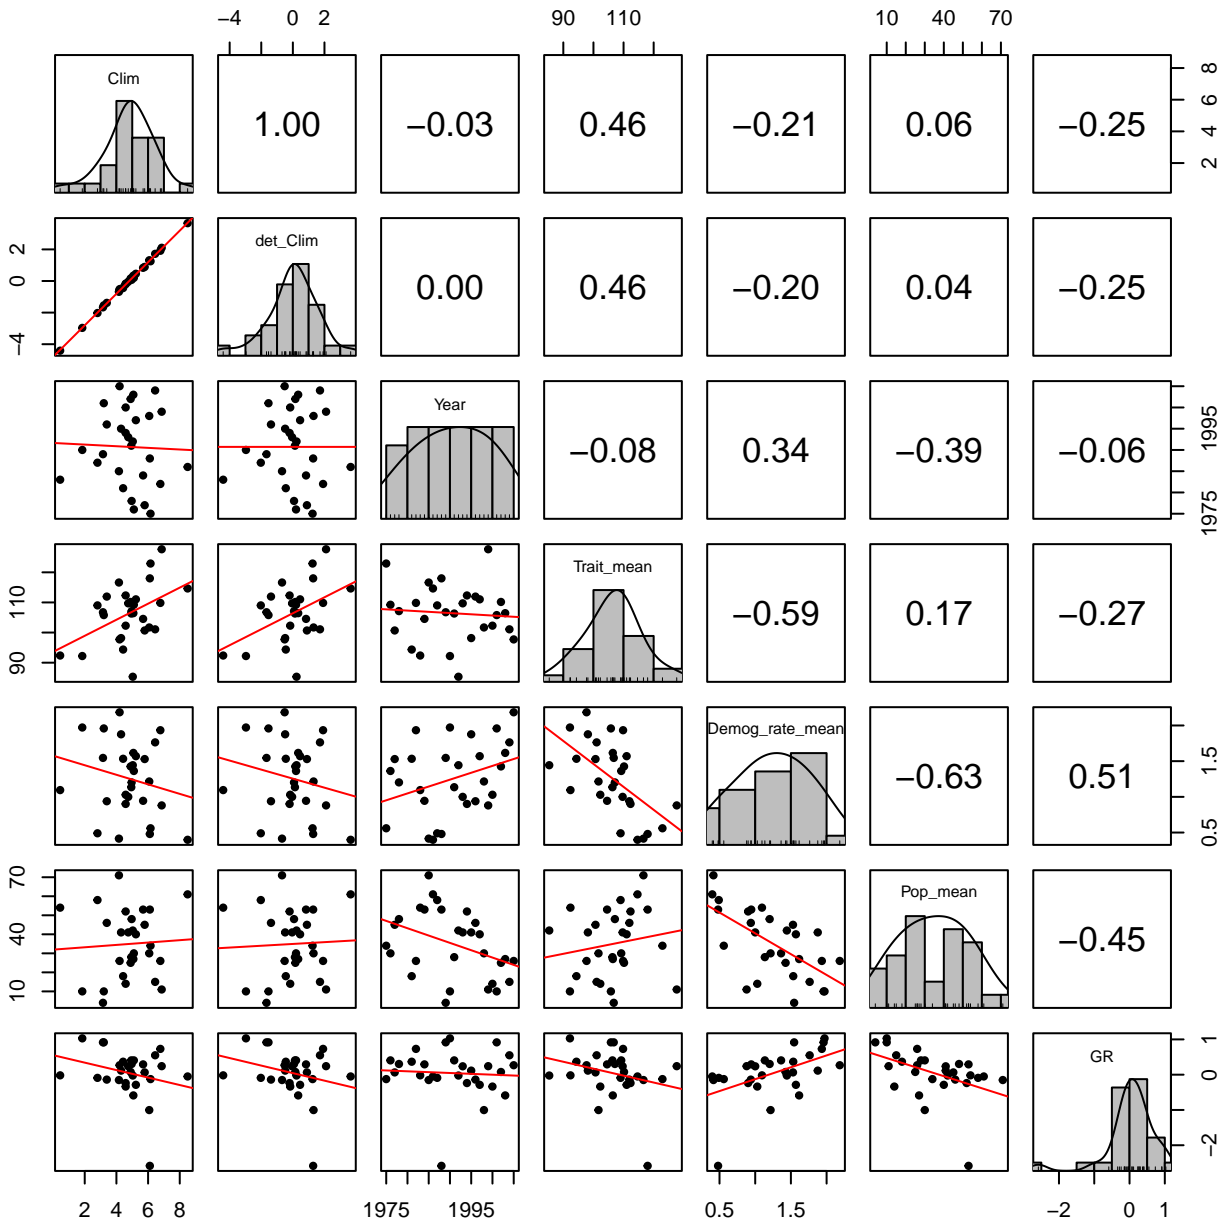 −4 0 2 90 110 10 40 70
Clim 1.00 −0.03 0.46 −0.21 0.06 −0.25 2 4 6 8
−4 0 2 det_Clim 0.00 0.46 −0.20 0.04 −0.25
Year −0.08 0.34 −0.39 −0.06 1975 1995
90 110 Trait_mean −0.59 0.17 −0.27
Demog_rate_mean −0.63 0.51 0.5 1.5
10 40 70 Pop_mean −0.45
GR −2 0 1
2 4 6 8 1975 1995 0.5 1.5 −2 0 1